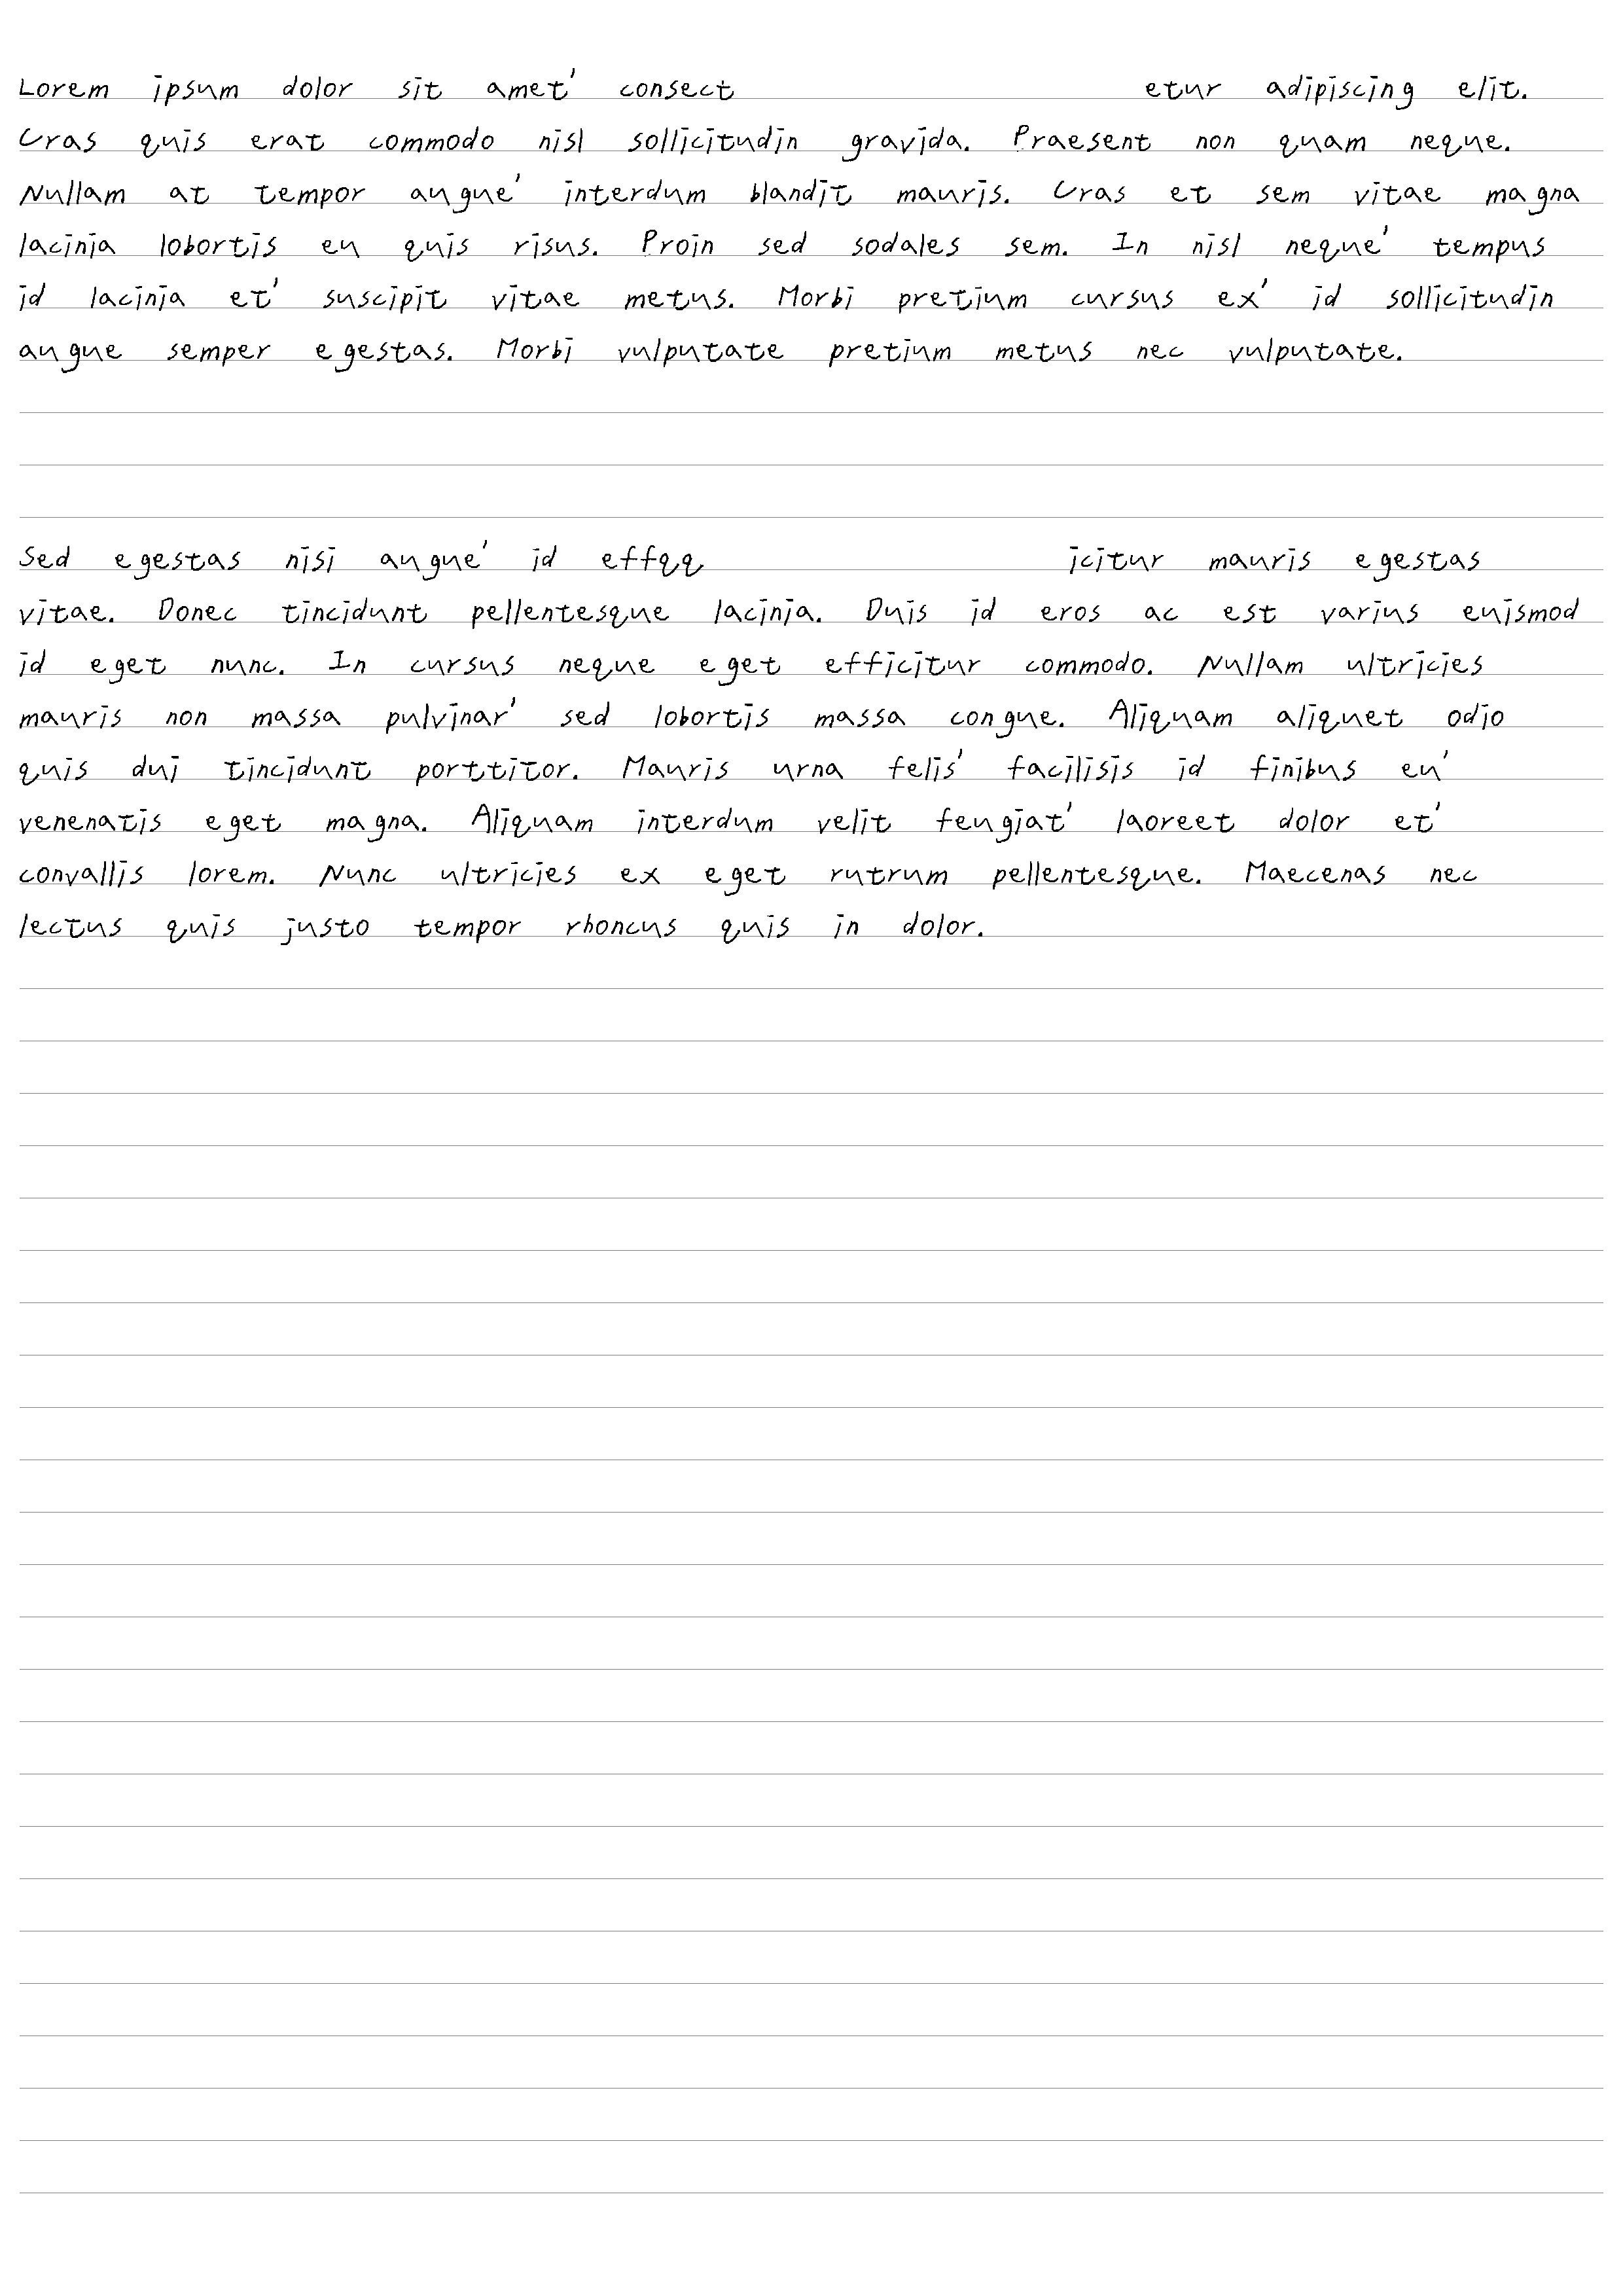 Lorem ipsum dolor sit amet' consect etur adipiscing elit.
Cras quis erat commodo nisl sollicitudin gravida. Praesent non quam neque.
Nullam at tempor augue' interdum blandit mauris. Cras et sem vitae magna
lacinia lobortis eu quis risus. Proin sed sodales sem. In nisl neque' tempus
id lacinia et' suscipit vitae metus. Morbi pretium cursus ex' id sollicitudin
augue semper egestas. Morbi vulputate pretium metus nec vulputate.
Sed egestas nisi augue' id effqq icitur mauris egestas
vitae. Donec tincidunt pellentesque lacinia. Duis id eros ac est varius euismod
id eget nunc. In cursus neque eget efficitur commodo. Nullam ultricies
mauris non massa pulvinar' sed lobortis massa congue. Aliquam aliquet odio
quis dui tincidunt porttitor. Mauris urna felis' facilisis id finibus eu'
venenatis eget magna. Aliquam interdum velit feugiat' laoreet dolor et'
convallis lorem. Nunc ultricies ex eget rutrum pellentesque. Maecenas nec
lectus quis justo tempor rhoncus quis in dolor.